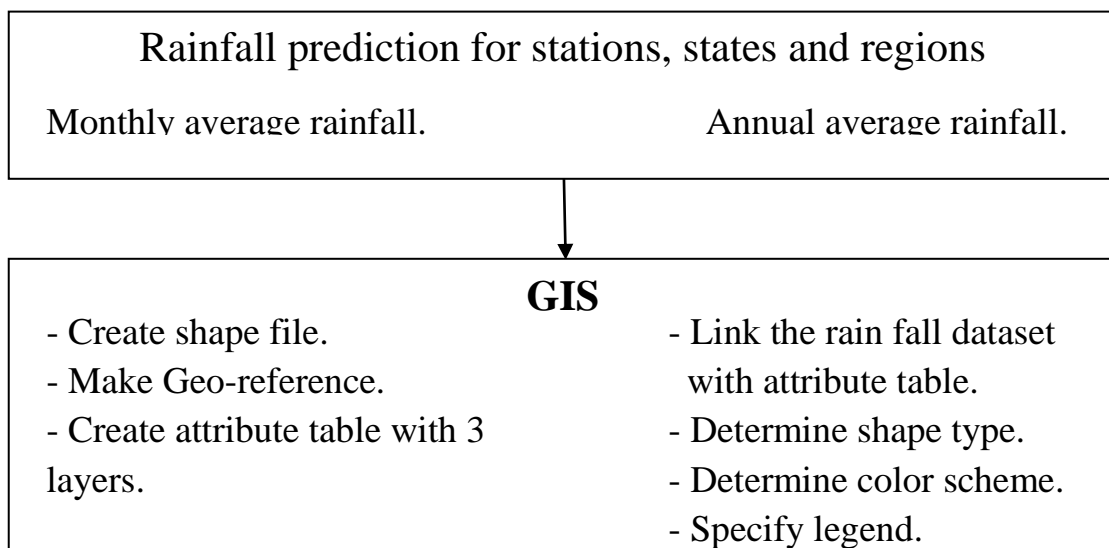 Rainfall prediction for stations, states and regions
Monthly average rainfall.
Annual average rainfall.
GIS
- Create shape file.
- Make Geo-reference.
- Create attribute table with 3
layers.
- Link the rain fall dataset
with attribute table.
- Determine shape type.
- Determine color scheme.
- Specify legend.